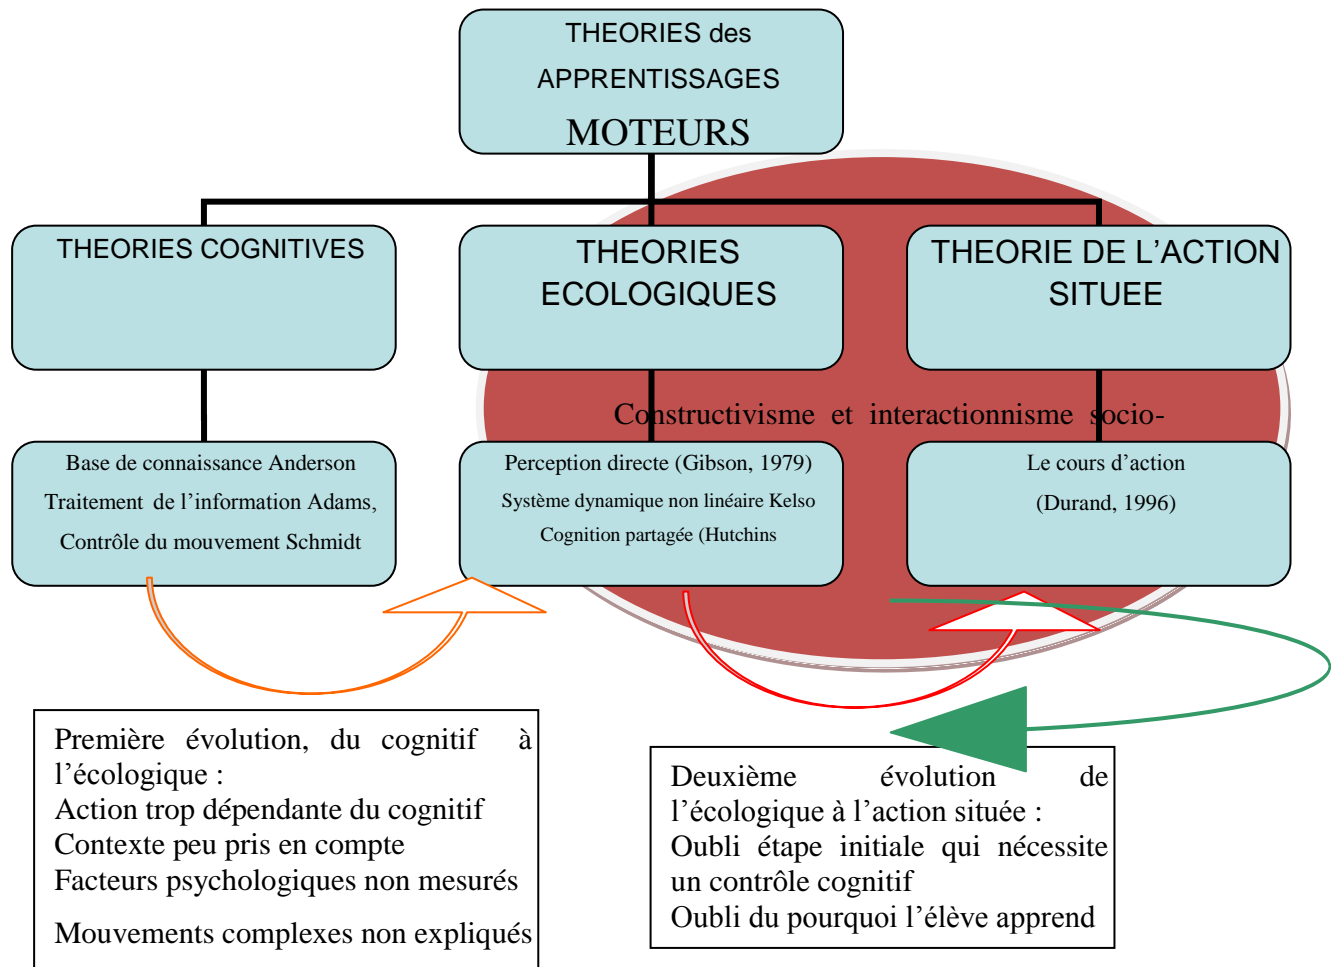 THEORIES des
APPRENTISSAGES
MOTEURS
THEORIES COGNITIVES
THEORIES
ECOLOGIQUES
THEORIE DE L'ACTION
SITUEE
Constructivisme et interactionnisme socio-
Base de connaissance Anderson
Traitement de l'information Adams,
Contrôle du mouvement Schmidt
Perception directe (Gibson, 1979)
Système dynamique non linéaire Kelso
Cognition partagée (Hutchins
Le cours d'action
(Durand, 1996)
Première évolution, du cognitif à
l'écologique :
Action trop dépendante du cognitif
Contexte peu pris en compte
Facteurs psychologiques non mesurés
Mouvements complexes non expliqués
Deuxième évolution de
l'écologique à l'action située :
Oubli étape initiale qui nécessite
un contrôle cognitif
Oubli du pourquoi l'élève apprend